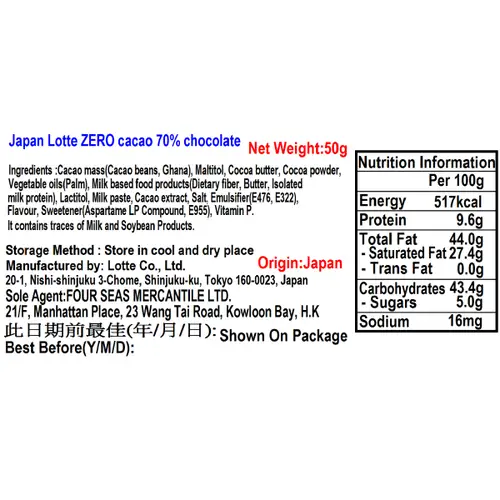 Japan Lotte ZERO cacao 70% chocolate
Net Weight:50g
Ingredients :Cacao mass(Cacao beans, Ghana), Maltitol, Cocoa butter, Cocoa powder,
Vegetable oils(Palm), Milk based food products(Dietary fiber, Butter, Isolated
milk protein), Lactitol, Milk paste, Cacao extract, Salt, Emulsifier(E476, E322),
Flavour, Sweetener(Aspartame LP Compound, E955), Vitamin P.
It contains traces of Milk and Soybean Products.
Storage Method : Store in cool and dry place
Manufactured by: Lotte Co., Ltd.
Origin:Japan
20-1, Nishi-shinjuku 3-Chome, Shinjuku-ku, Tokyo 160-0023, Japan
Sole Agent:FOUR SEAS MERCANTILE LTD.
21/F, Manhattan Place, 23 Wang Tai Road, Kowloon Bay, H.K
此日期前最佳(年/月/日): Shown On Package
Best Before(Y/M/D):
Nutrition Information
Per 100g
Energy 517kcal
Protein 9.6g
Total Fat 44.0g
- Saturated Fat 27.4g
- Trans Fat 0.0g
Carbohydrates 43.4g
- Sugars 5.0g
Sodium 16mg